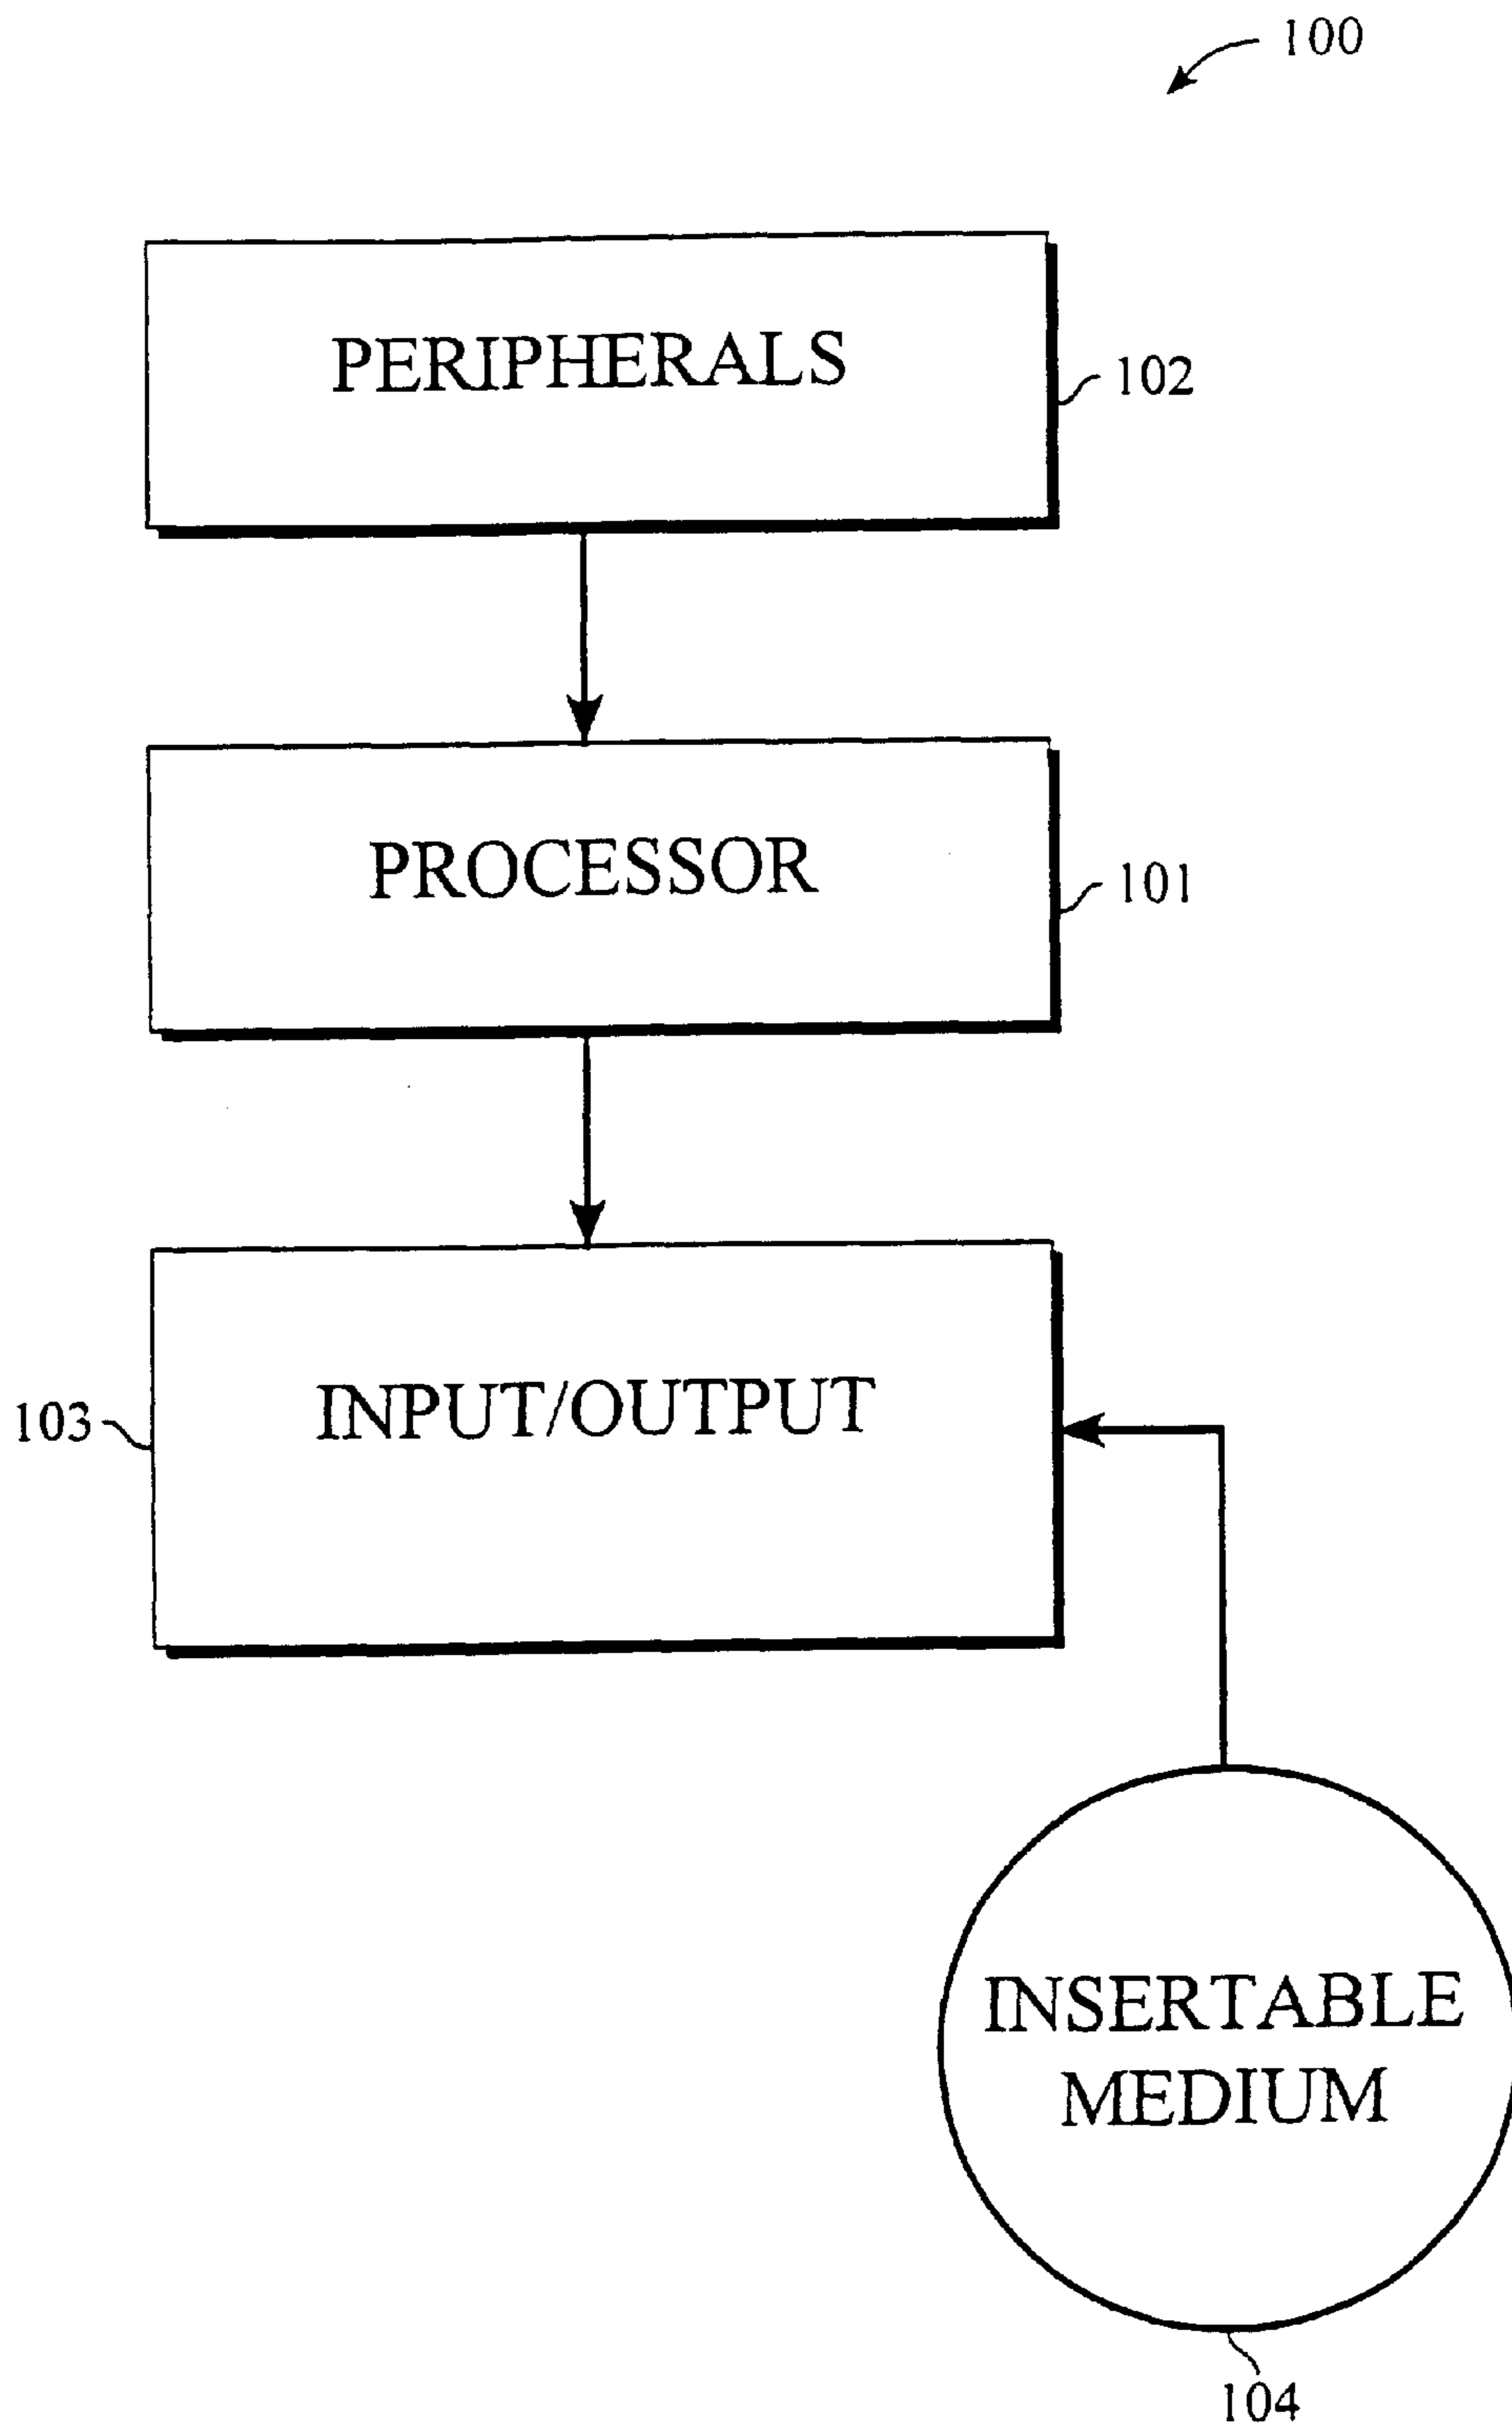 100
PERIPHERALS
102
PROCESSOR
101
INPUT/OUTPUT
103
INSERTABLE
MEDIUM
104